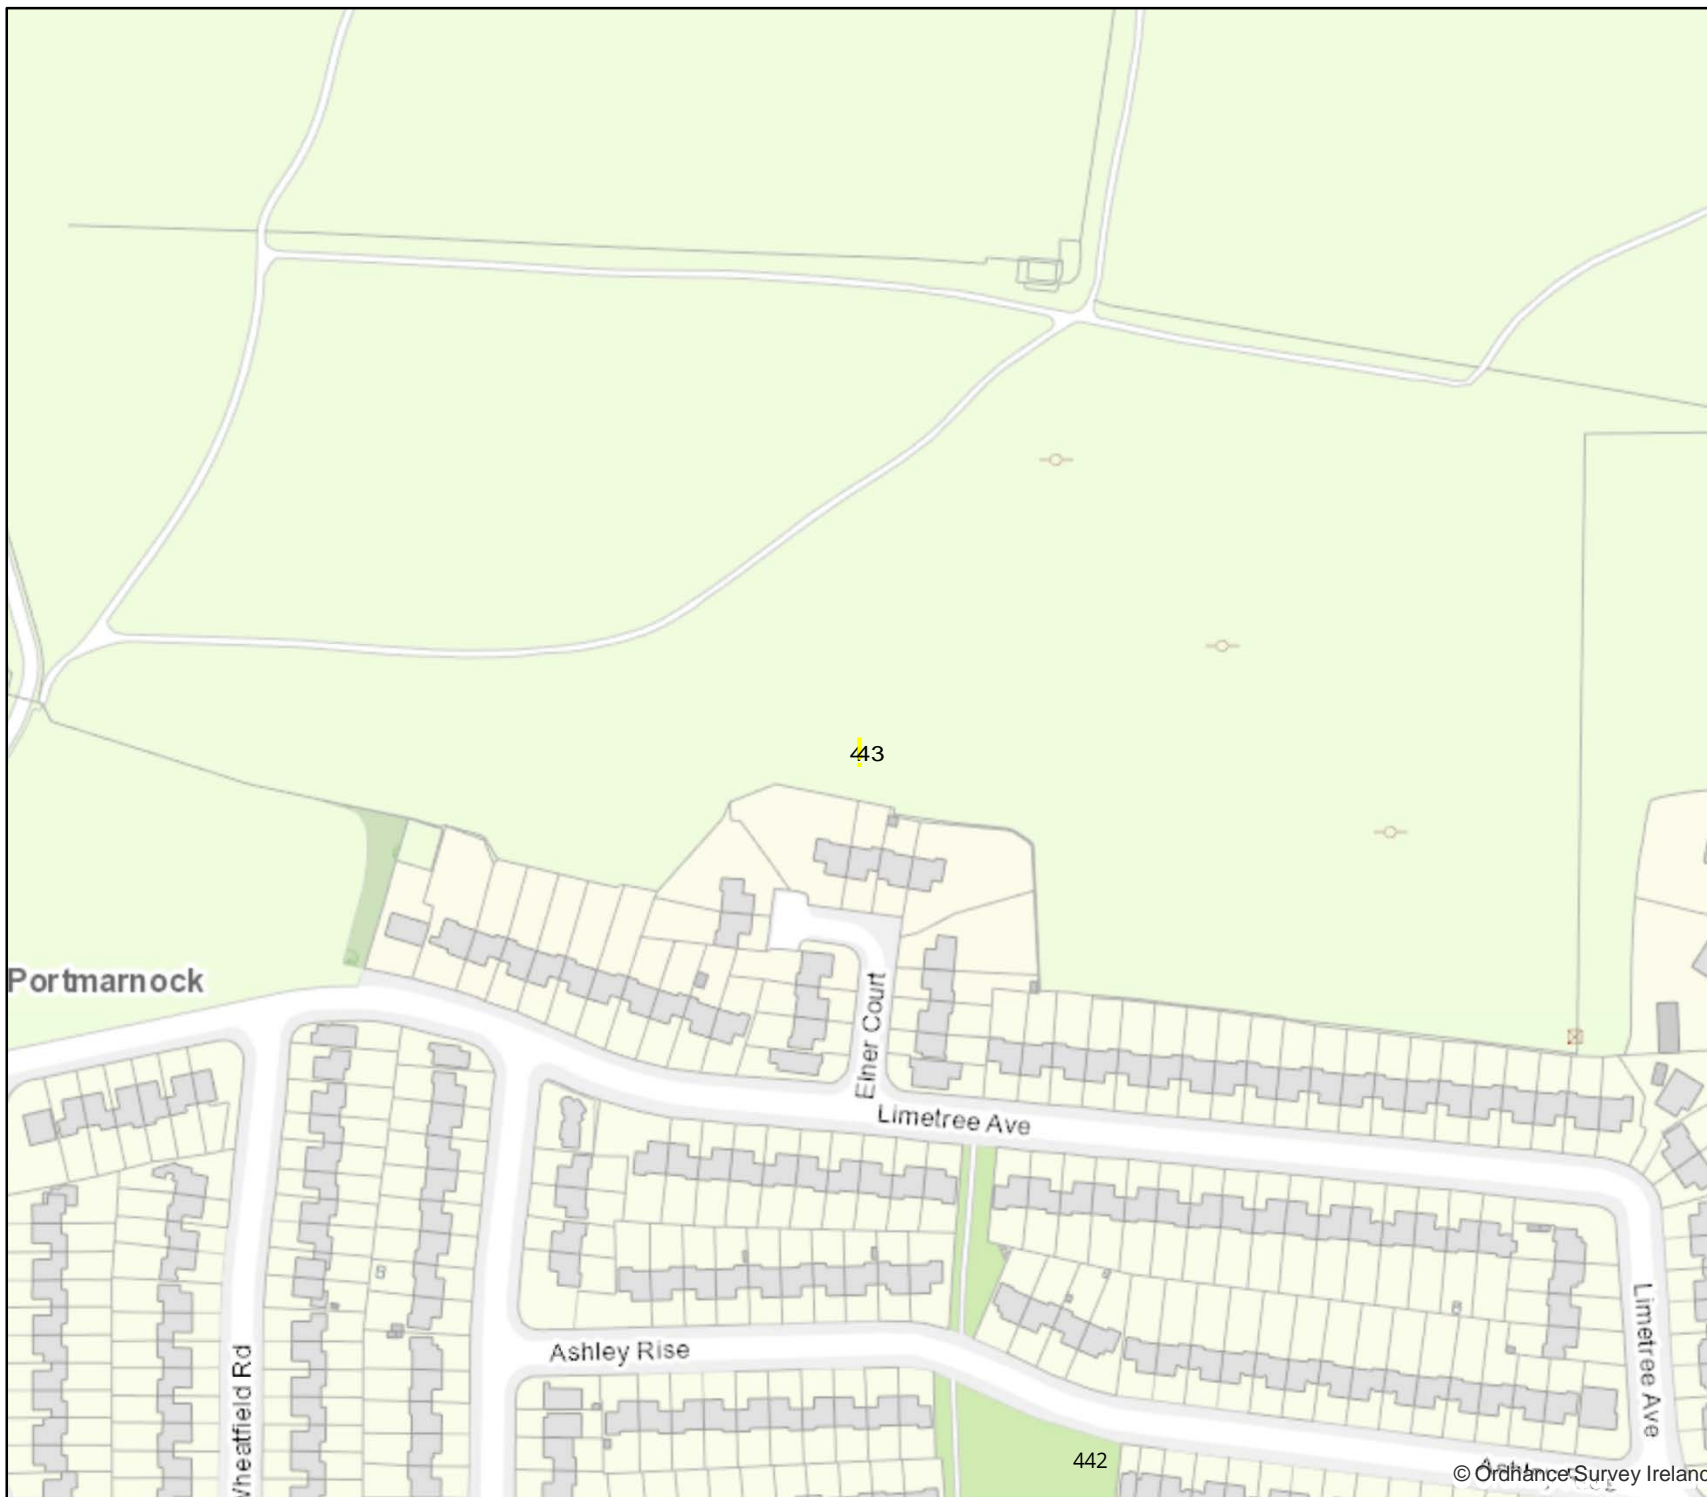 443
Portmarnock
Elner Court
Limetree Ave
Ashley Rise
Wheatfield Rd
Limetree Ave
442
© Ordnance Survey Ireland